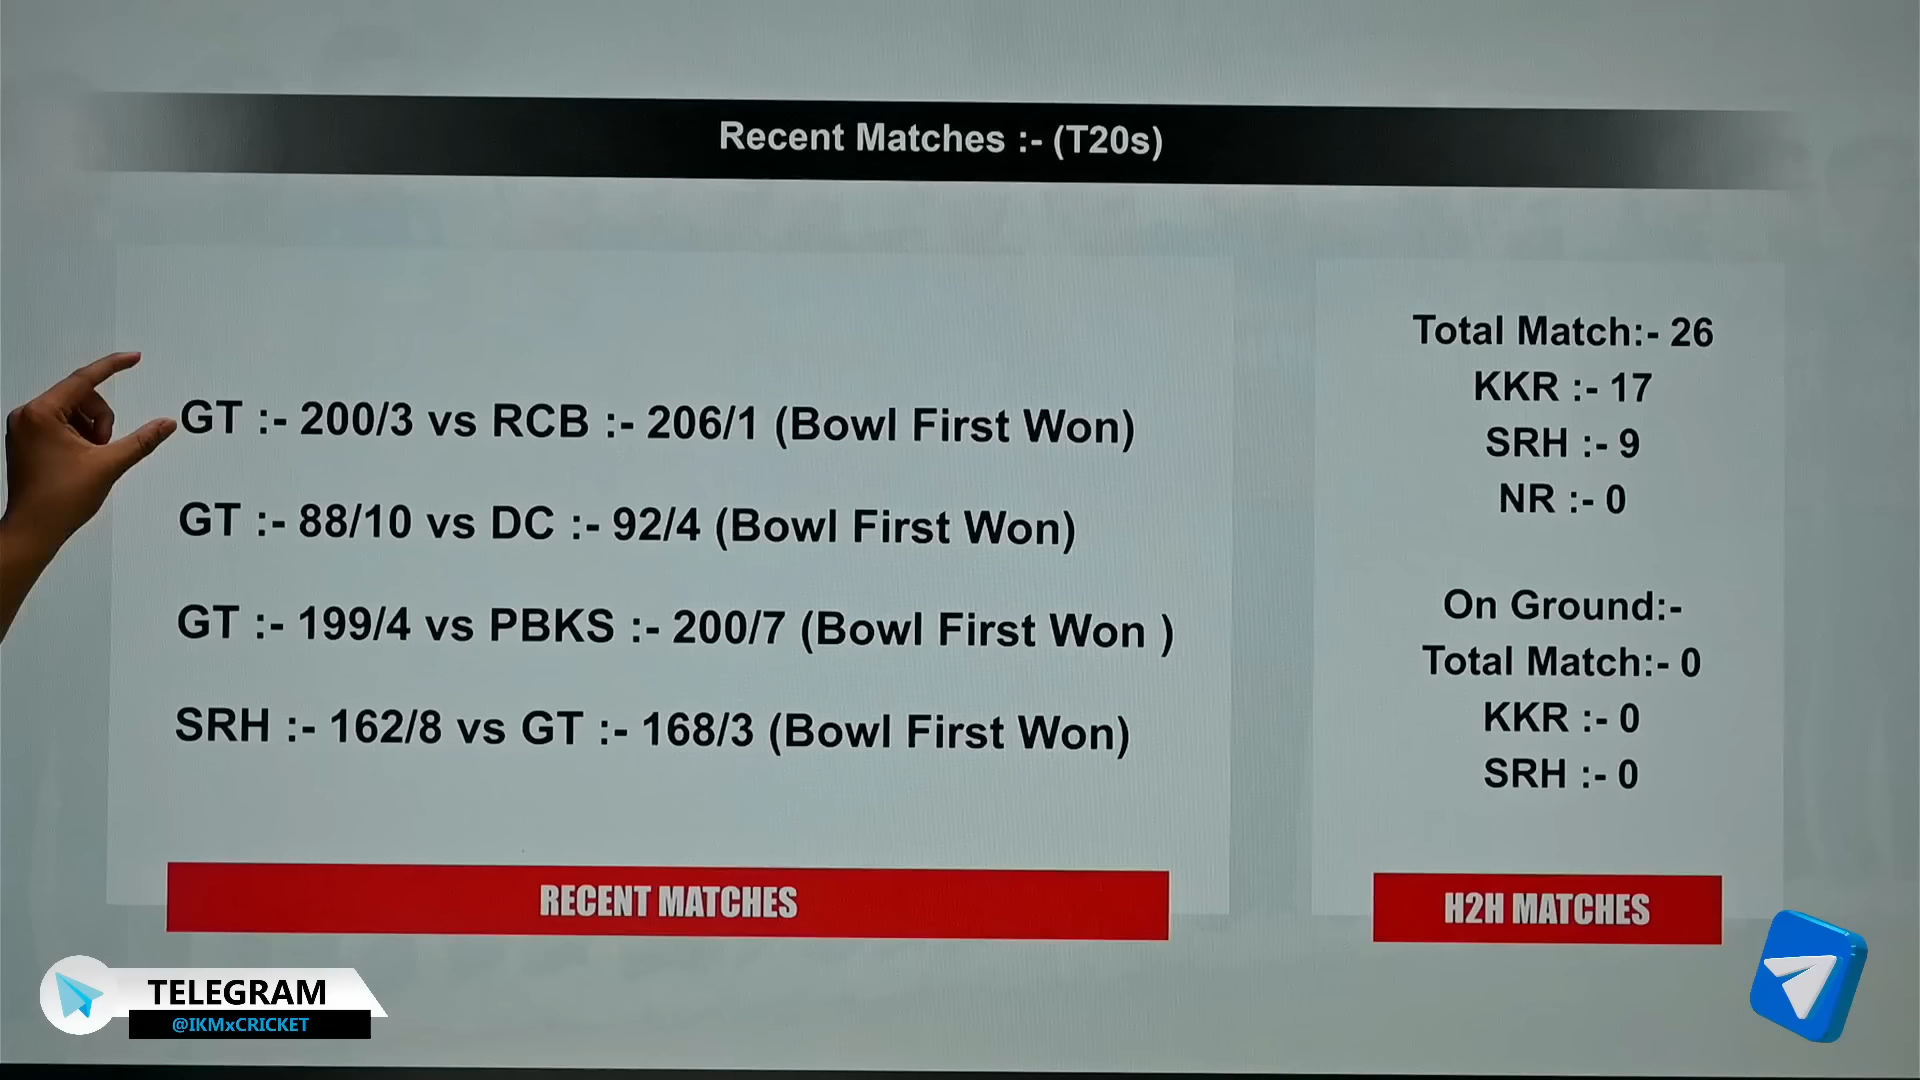 Recent Matches :- (T20s)
GT :- 200/3 vs RCB :- 206/1 (Bowl First Won)
GT :- 88/10 vs DC :- 92/4 (Bowl First Won)
GT :- 199/4 vs PBKS :- 200/7 (Bowl First Won )
SRH :- 162/8 vs GT :- 168/3 (Bowl First Won)
RECENT MATCHES
Total Match:- 26
KKR :- 17
SRH :- 9
NR :- 0
On Ground:-
Total Match:- 0
KKR :- 0
SRH :- 0
H2H MATCHES
TELEGRAM
@IKMxCRICKET